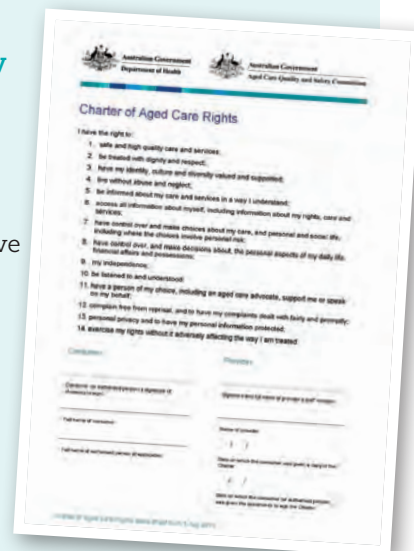 y
ve
Australian Government
Department of Health
Australian Government
Aged Care Quality and Safety Commission
Charter of Aged Care Rights
I have the right to:
1. safe and high quality care and services;
2. be treated with dignity and respect;
3. have my identity, culture and diversity valued and supported;
4. live without abuse and neglect;
5. be informed about my care and services in a way I understand;
6. access all information about myself, including information about my rights, care and
services;
7. have control over and make choices about my care, and personal and social life,
including where the choices involve personal risk;
8. have control over, and make decisions about, the personal aspects of my daily life,
financial affairs and possessions;
9. my independence;
10. be listened to and understood;
11. have a person of my choice, including an aged care advocate, support me or speak
on my behalf;
12. complain free from reprisal, and to have my complaints dealt with fairly and promptly;
13. personal privacy and to have my personal information protected;
14. exercise my rights without it adversely affecting the way I am treated.
Consumer
Provider
Full name of consumer
Name of provider
/ /
/ /